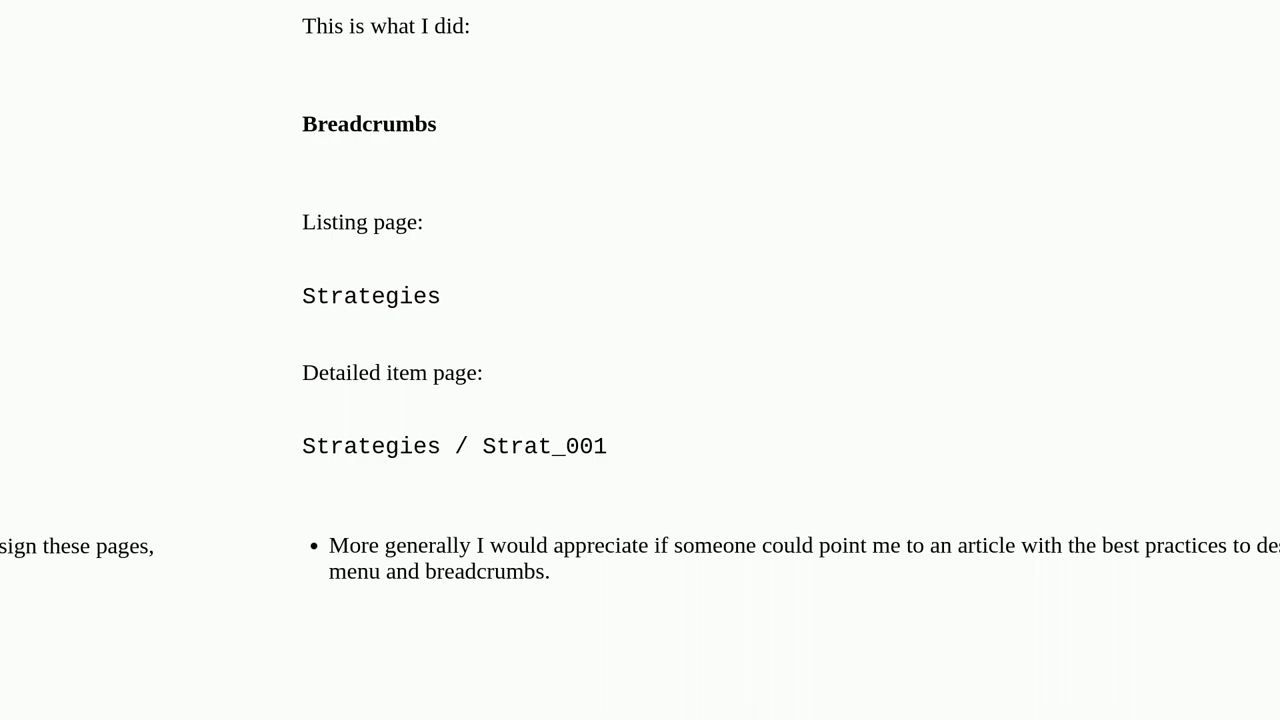 This is what I did:
Breadcrumbs
Listing page:
Strategies
Detailed item page:
Strategies / Strat_001
sign these pages,
• More generally I would appreciate if someone could point me to an article with the best practices to des
menu and breadcrumbs.